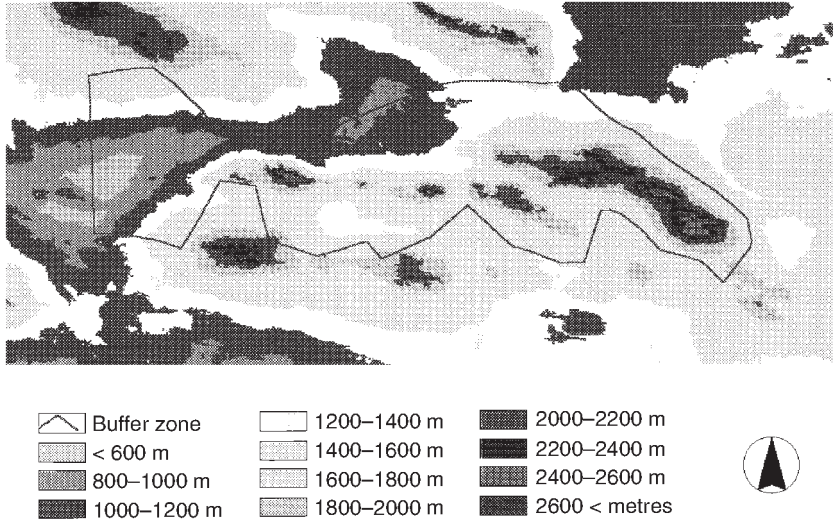 Buffer zone
< 600 m
800–1000 m
1000–1200 m
1200–1400 m
1400–1600 m
1600–1800 m
1800–2000 m
2000–2200 m
2200–2400 m
2400–2600 m
2600 < metres